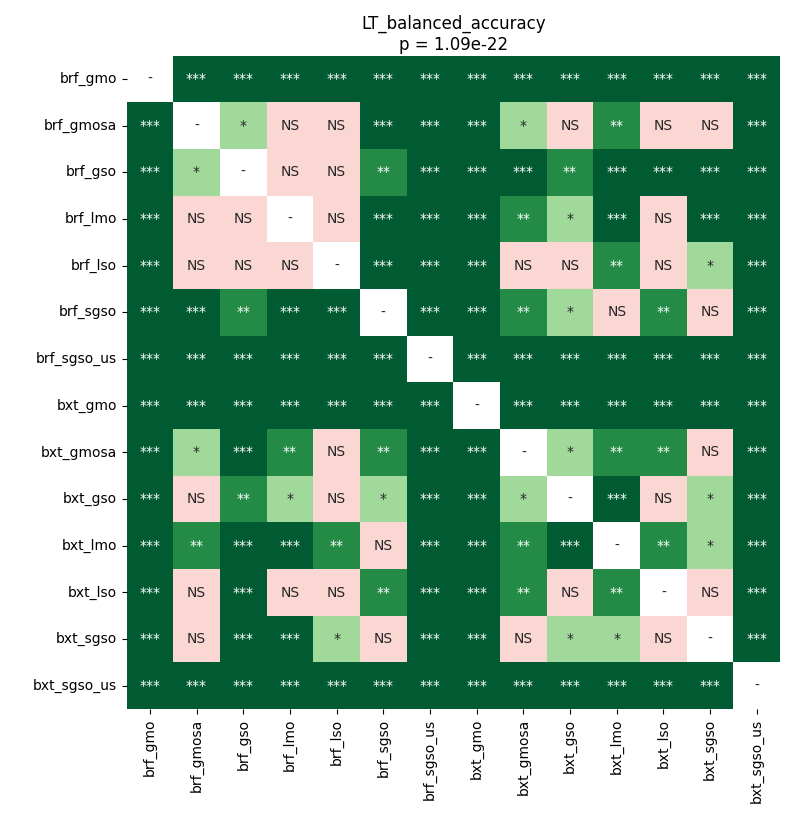 LT_balanced_accuracy
p = 1.09e-22
brf_gmo - *** *** *** *** *** *** *** *** *** *** *** *** ***
brf_gmosa *** - * NS NS *** *** *** * NS ** NS NS ***
brf_gso *** * - NS NS ** *** *** *** ** *** *** *** ***
brf_lmo *** NS NS - NS *** *** *** ** * *** NS *** ***
brf_lso *** NS NS NS - *** *** *** NS NS ** NS * ***
brf_sgso *** *** ** *** *** - *** *** ** * NS ** NS ***
brf_sgso_us *** *** *** *** *** *** - *** *** *** *** *** *** ***
bxt_gmo *** *** *** *** *** *** *** - *** *** *** *** *** ***
bxt_gmosa *** * *** ** NS ** *** *** - * ** ** NS ***
bxt_gso *** NS ** * NS * *** *** * - *** NS * ***
bxt_lmo *** ** *** *** ** NS *** *** ** *** - ** * ***
bxt_lso *** NS *** NS NS ** *** *** ** NS ** - NS ***
bxt_sgso *** NS *** *** * NS *** *** NS * * NS - ***
bxt_sgso_us *** *** *** *** *** *** *** *** *** *** *** *** *** -
brf_gmo brf_gmosa brf_gso brf_lmo brf_lso brf_sgso brf_sgso_us bxt_gmo bxt_gmosa bxt_gso bxt_lmo bxt_lso bxt_sgso bxt_sgso_us